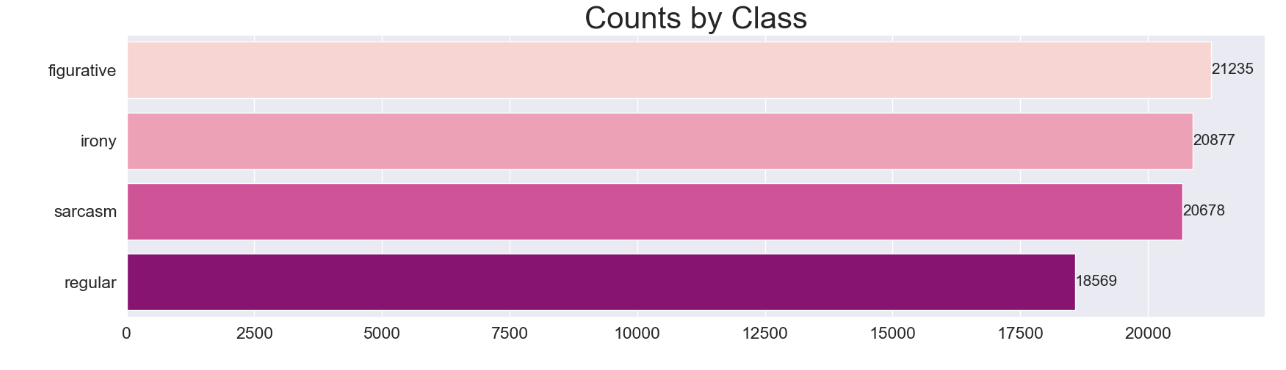 Counts by Class
figurative 21235
irony 20877
sarcasm 20678
regular 18569
0 2500 5000 7500 10000 12500 15000 17500 20000